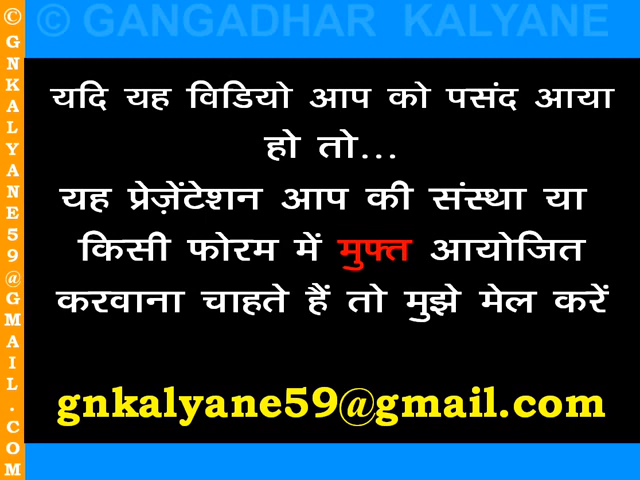 © GANGADHAR KALYANE
© GNKALYANE59@GMAIL.COM
यदि यह विडियो आप को पसंद आया
हो तो...
यह प्रेज़ेंटेशन आप की संस्था या
किसी फोरम में मुफ्त आयोजित
करवाना चाहते हैं तो मुझे मेल करें
gnkalyane59@gmail.com